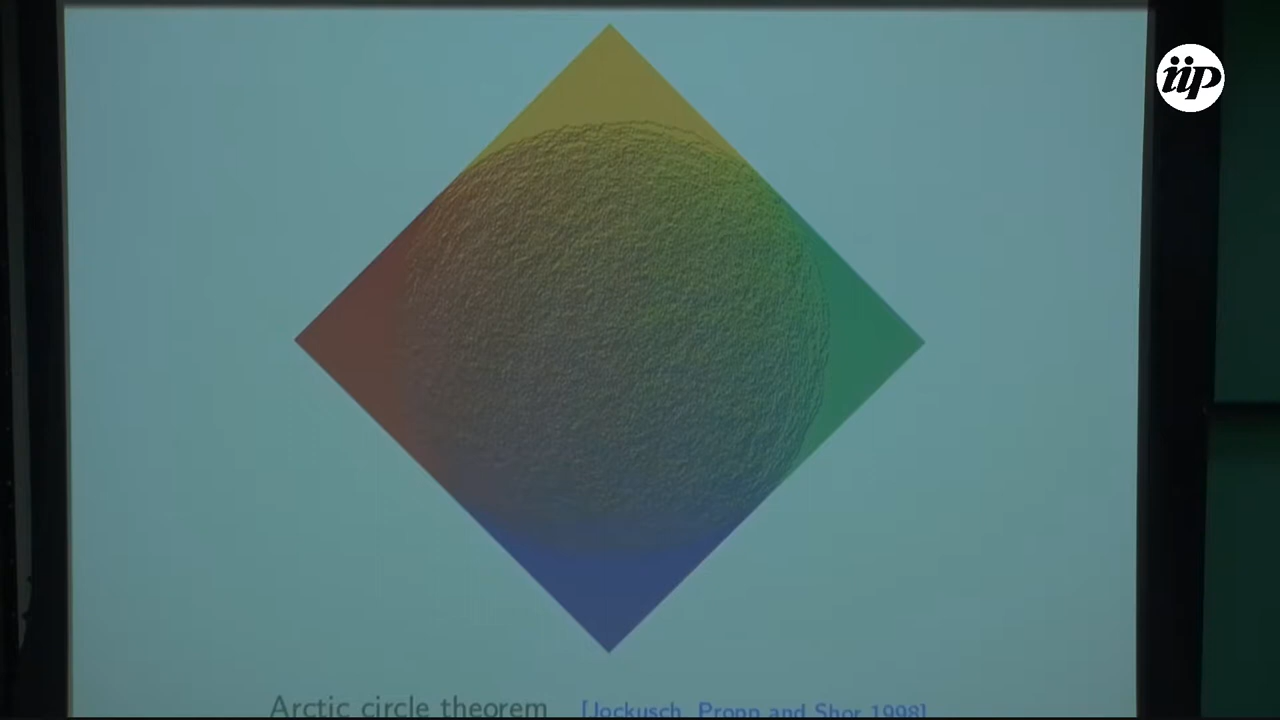 iip
Arctic circle theorem [Jockusch, Propp and Shor 1998]